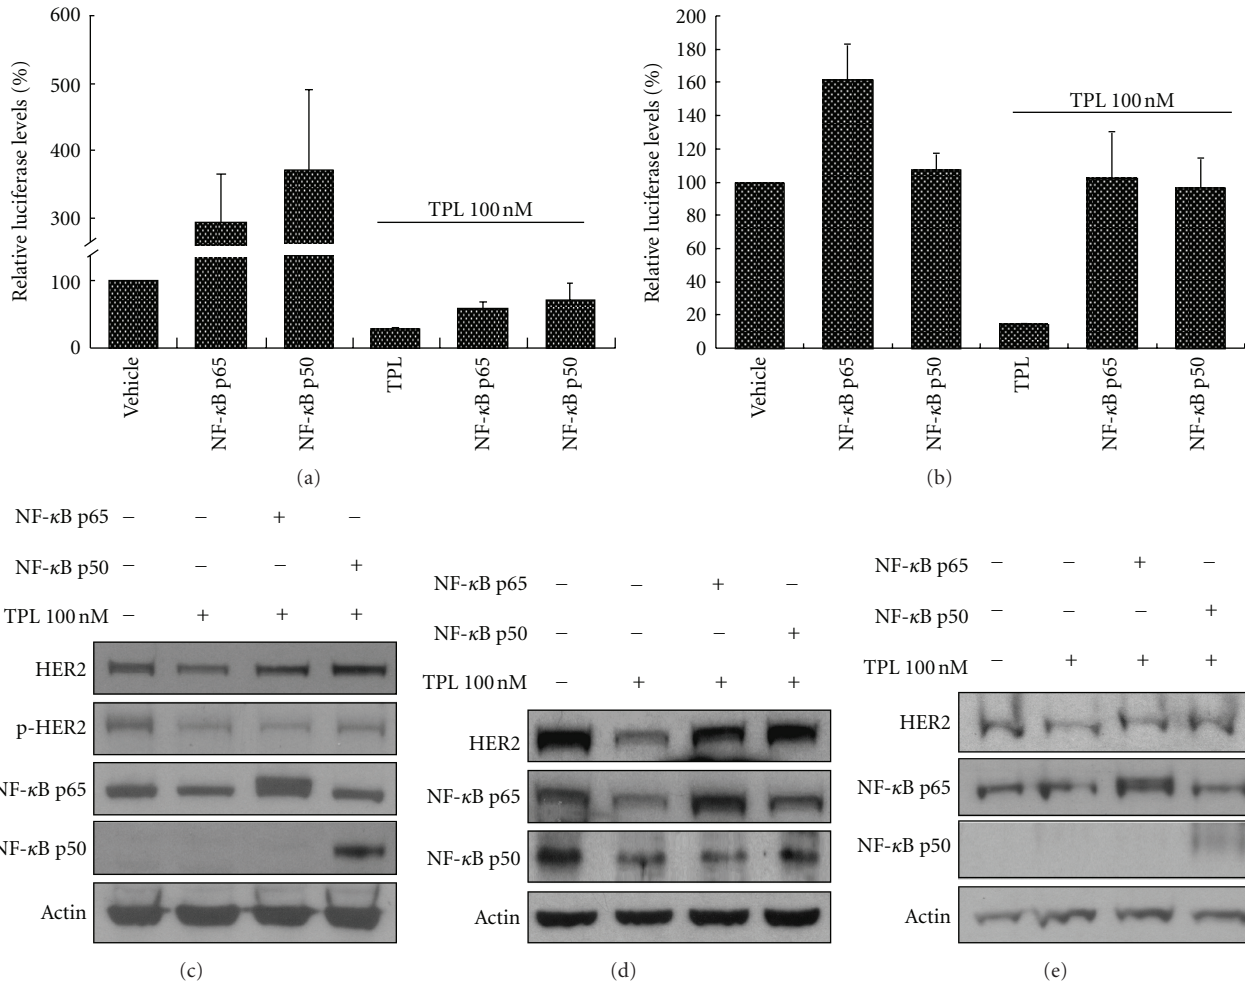 600
500
400
300
100
0
Relative luciferase levels (%)
TPL 100 nM
Vehicle
NF-κB p65
NF-κB p50
TPL
NF-κB p65
NF-κB p50
(a)
200
180
160
140
120
100
80
60
40
20
0
Relative luciferase levels (%)
TPL 100 nM
Vehicle
NF-κB p65
NF-κB p50
TPL
NF-κB p65
NF-κB p50
(b)
NF-κB p65 − − + −
NF-κB p50 − − − +
TPL 100 nM − + + +
HER2
p-HER2
NF-κB p65
NF-κB p50
Actin
(c)
NF-κB p65 − − + −
NF-κB p50 − − − +
TPL 100 nM − + + +
HER2
NF-κB p65
NF-κB p50
Actin
(d)
NF-κB p65 − − + −
NF-κB p50 − − − +
TPL 100 nM − + + +
HER2
NF-κB p65
NF-κB p50
Actin
(e)